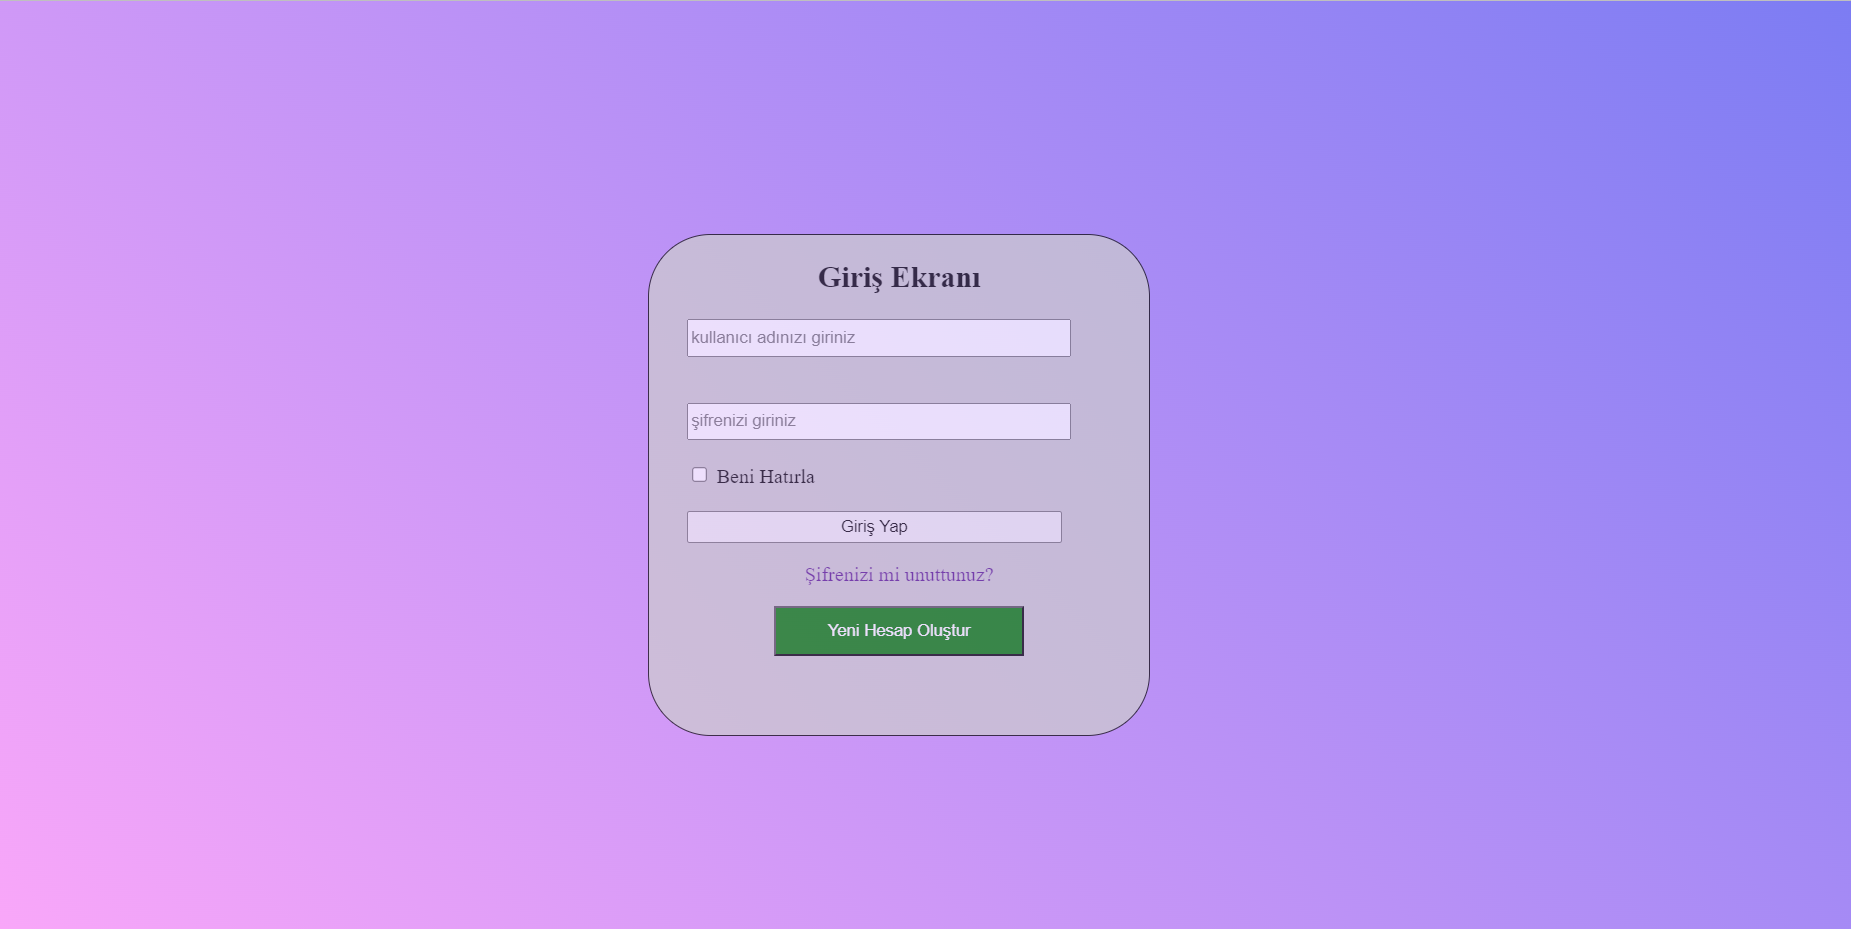 Giriş Ekranı
kullanıcı adınızı giriniz
şifrenizi giriniz
Beni Hatırla
Giriş Yap
Şifrenizi mi unuttunuz?
Yeni Hesap Oluştur